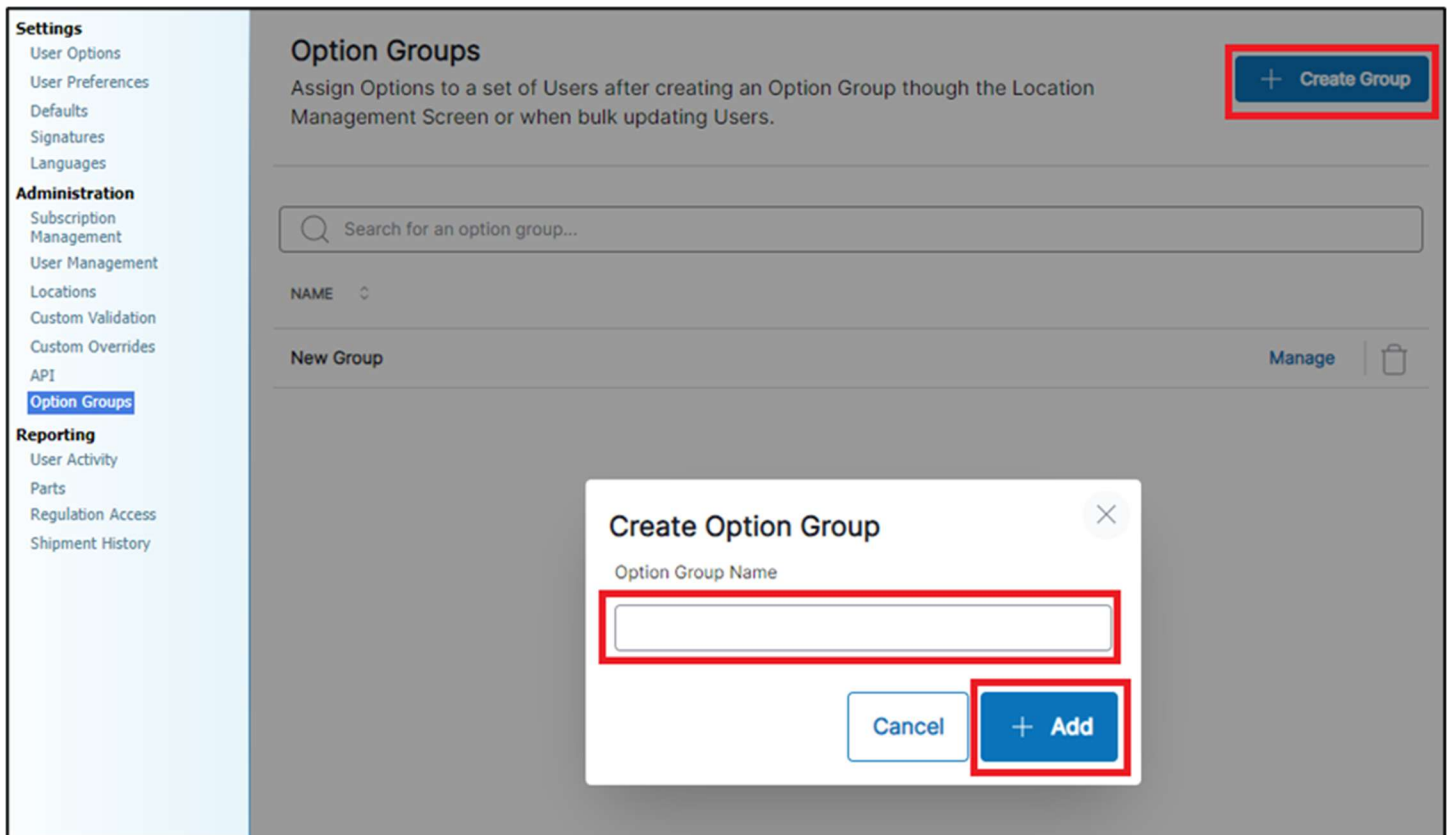 Settings
User Options
User Preferences
Defaults
Signatures
Languages
Administration
Subscription
Management
User Management
Locations
Custom Validation
Custom Overrides
API
Option Groups
Reporting
User Activity
Parts
Regulation Access
Shipment History
Option Groups
Assign Options to a set of Users after creating an Option Group though the Location
Management Screen or when bulk updating Users.
Create Group
Search for an option group...
NAME
New Group
Manage
Create Option Group
Option Group Name
Cancel
Add